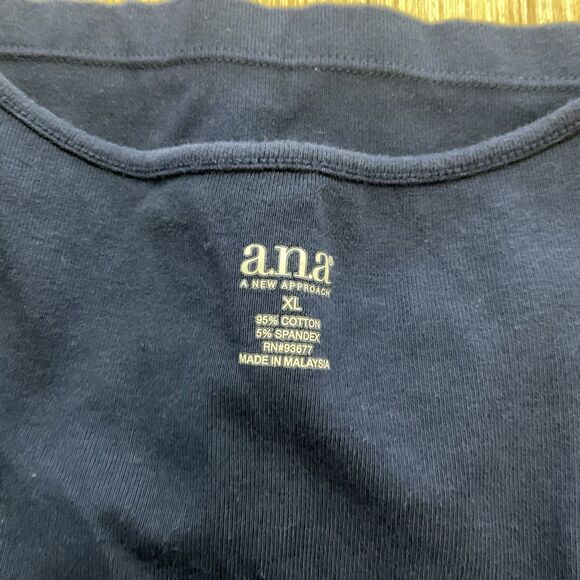 a.n.a®
A NEW APPROACH
XL
95% COTTON
5% SPANDEX
RN#93677
MADE IN MALAYSIA